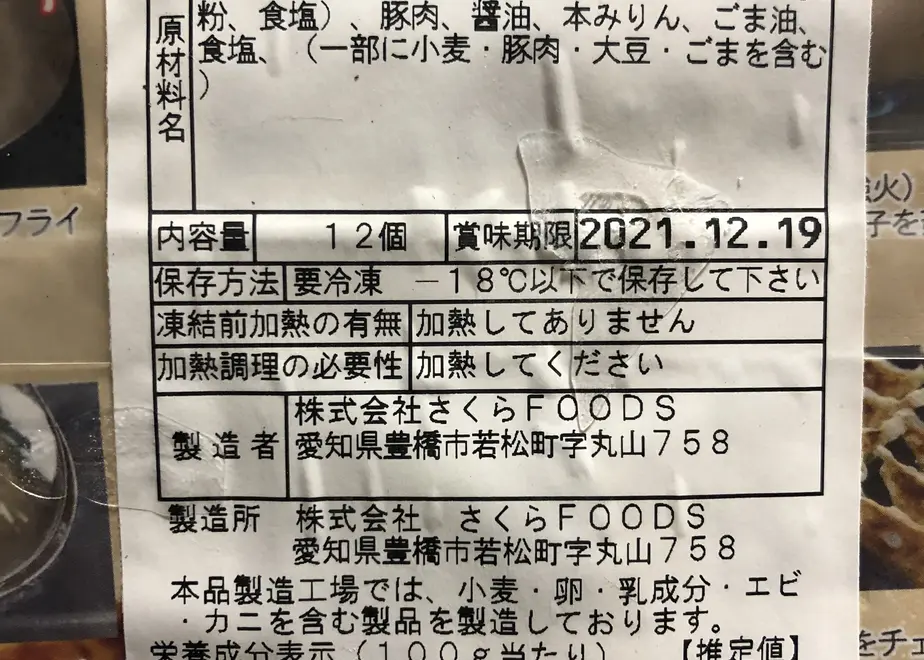 原材料名
粉、食塩）、豚肉、醤油、本みりん、ごま油、
食塩、（一部に小麦・豚肉・大豆・ごまを含む
）
内容量 １２個 賞味期限 2021.12.19
保存方法 要冷凍 －１８℃以下で保存して下さい
凍結前加熱の有無 加熱してありません
加熱調理の必要性 加熱してください
製造者 株式会社さくらＦＯＯＤＳ
愛知県豊橋市若松町字丸山７５８
製造所 株式会社 さくらＦＯＯＤＳ
愛知県豊橋市若松町字丸山７５８
本品製造工場では、小麦・卵・乳成分・エビ
・カニを含む製品を製造しております。
栄養成分表示（１００ｇ当たり） 【推定値】
フライ
火）
子を
をチ